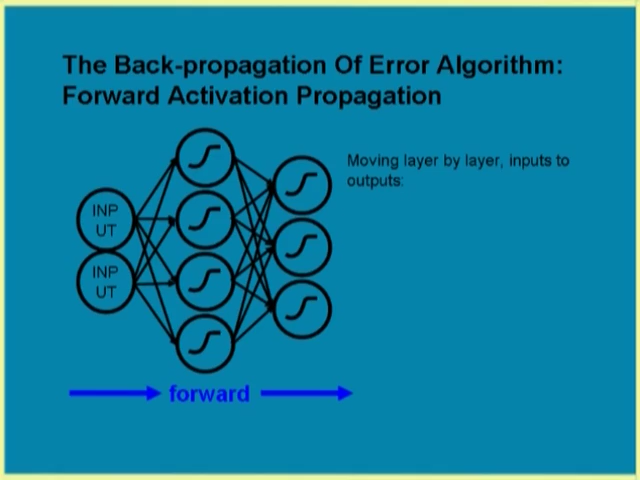 The Back-propagation Of Error Algorithm:
Forward Activation Propagation
Moving layer by layer, inputs to
outputs:
INP
UT
INP
UT
forward